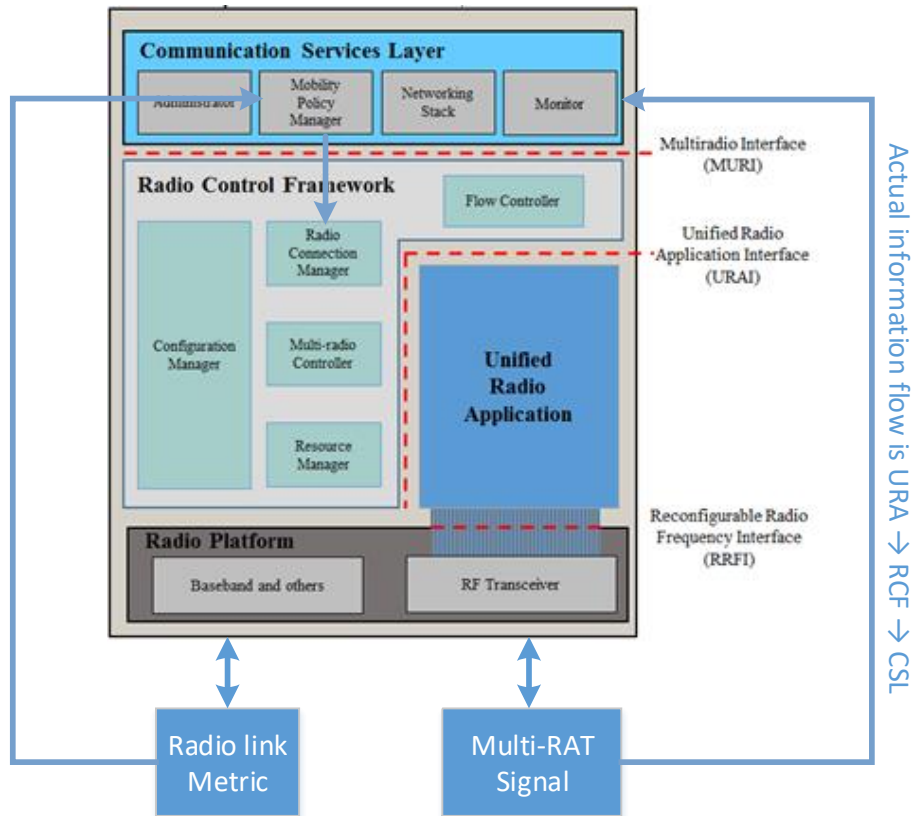 Communication Services Layer
Administrator
Mobility
Policy
Manager
Networking
Stack
Monitor
Multiradio Interface
(MURI)
Radio Control Framework
Flow Controller
Radio
Connection
Manager
Unified Radio
Application Interface
(URAI)
Configuration
Manager
Multi-radio
Controller
Unified
Radio
Application
Resource
Manager
Reconfigurable Radio
Frequency Interface
(RRFI)
Radio Platform
Baseband and others
RF Transceiver
Radio link
Metric
Multi-RAT
Signal
Actual information flow is URA → RCF → CSL